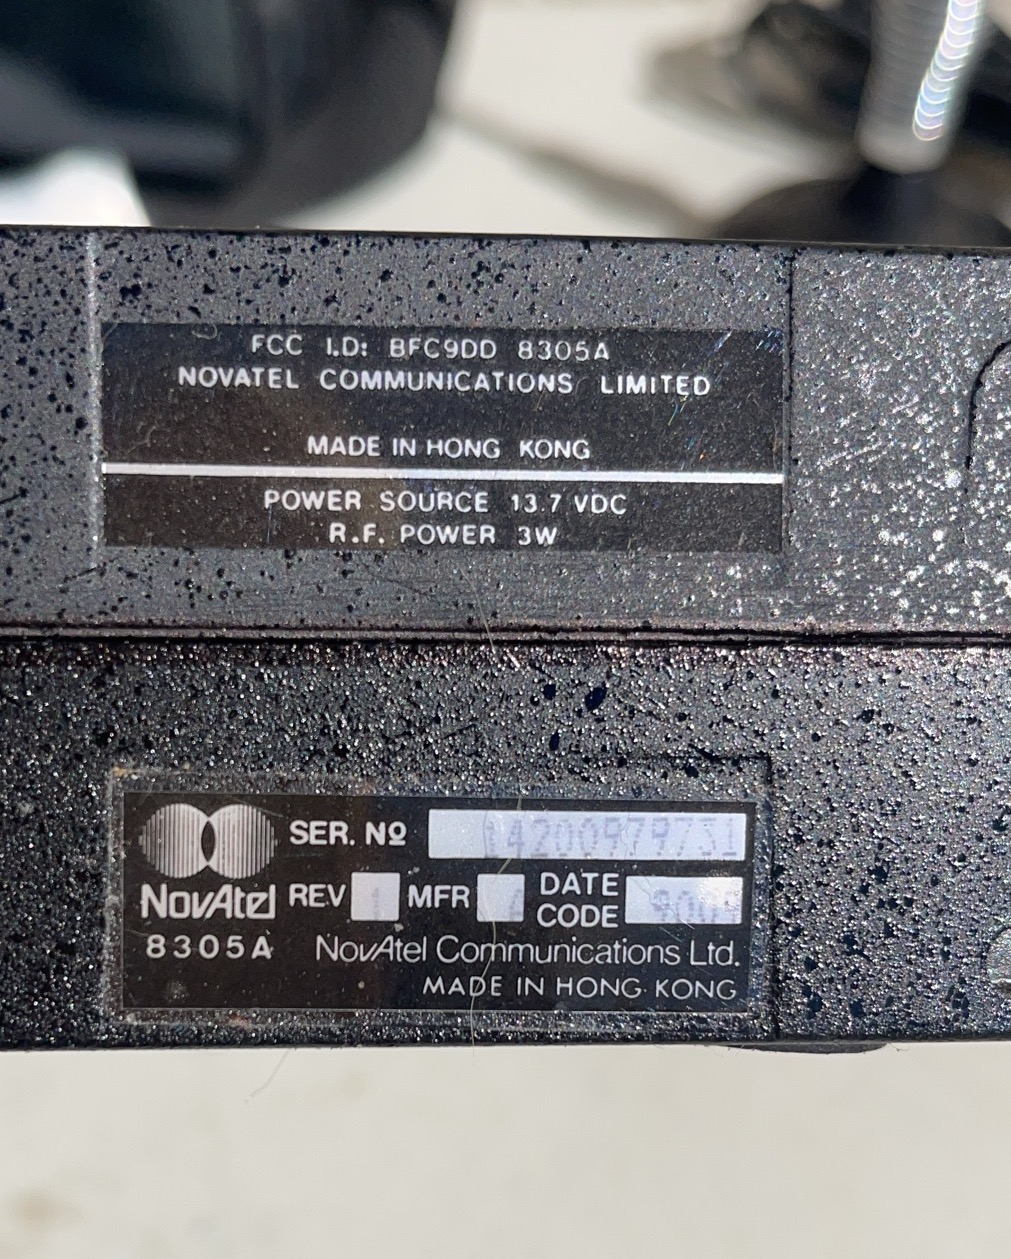 FCC I.D: BFC9DD 8305A
NOVATEL COMMUNICATIONS LIMITED
MADE IN HONG KONG
POWER SOURCE 13.7 VDC
R.F. POWER 3W
SER. Nº 14200979731
NovAtel REV 1 MFR A DATE CODE
8305A NovAtel Communications Ltd.
MADE IN HONG KONG